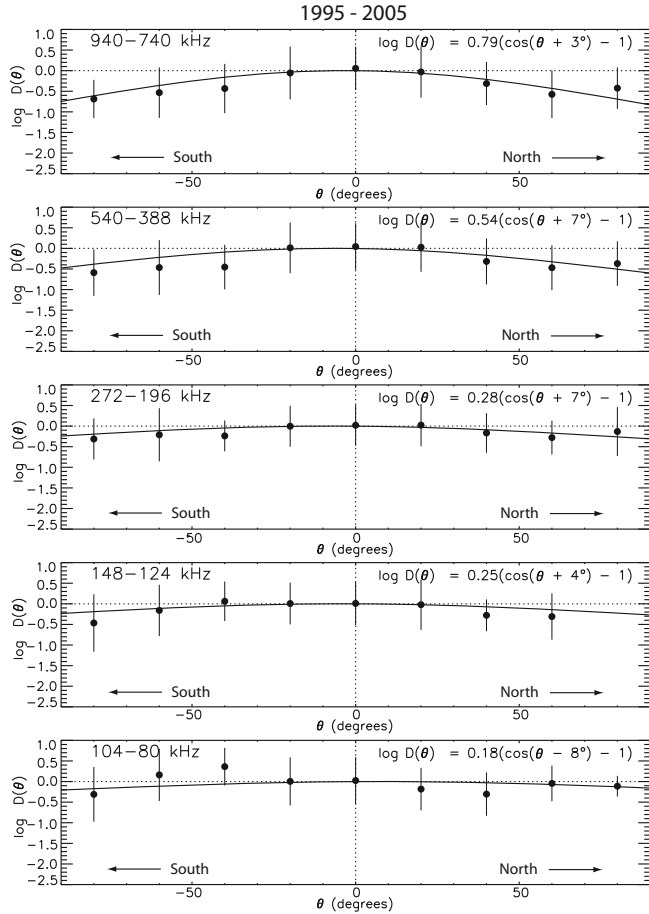 1995 - 2005
940−740 kHz
log D(θ) = 0.79(cos(θ + 3°) − 1)
log D(θ)
1.0
0.5
0.0
−0.5
−1.0
−1.5
−2.0
−2.5
South
North
−50
0
50
θ (degrees)
540−388 kHz
log D(θ) = 0.54(cos(θ + 7°) − 1)
log D(θ)
1.0
0.5
0.0
−0.5
−1.0
−1.5
−2.0
−2.5
South
North
−50
0
50
θ (degrees)
272−196 kHz
log D(θ) = 0.28(cos(θ + 7°) − 1)
log D(θ)
1.0
0.5
0.0
−0.5
−1.0
−1.5
−2.0
−2.5
South
North
−50
0
50
θ (degrees)
148−124 kHz
log D(θ) = 0.25(cos(θ + 4°) − 1)
log D(θ)
1.0
0.5
0.0
−0.5
−1.0
−1.5
−2.0
−2.5
South
North
−50
0
50
θ (degrees)
104−80 kHz
log D(θ) = 0.18(cos(θ − 8°) − 1)
log D(θ)
1.0
0.5
0.0
−0.5
−1.0
−1.5
−2.0
−2.5
South
North
−50
0
50
θ (degrees)